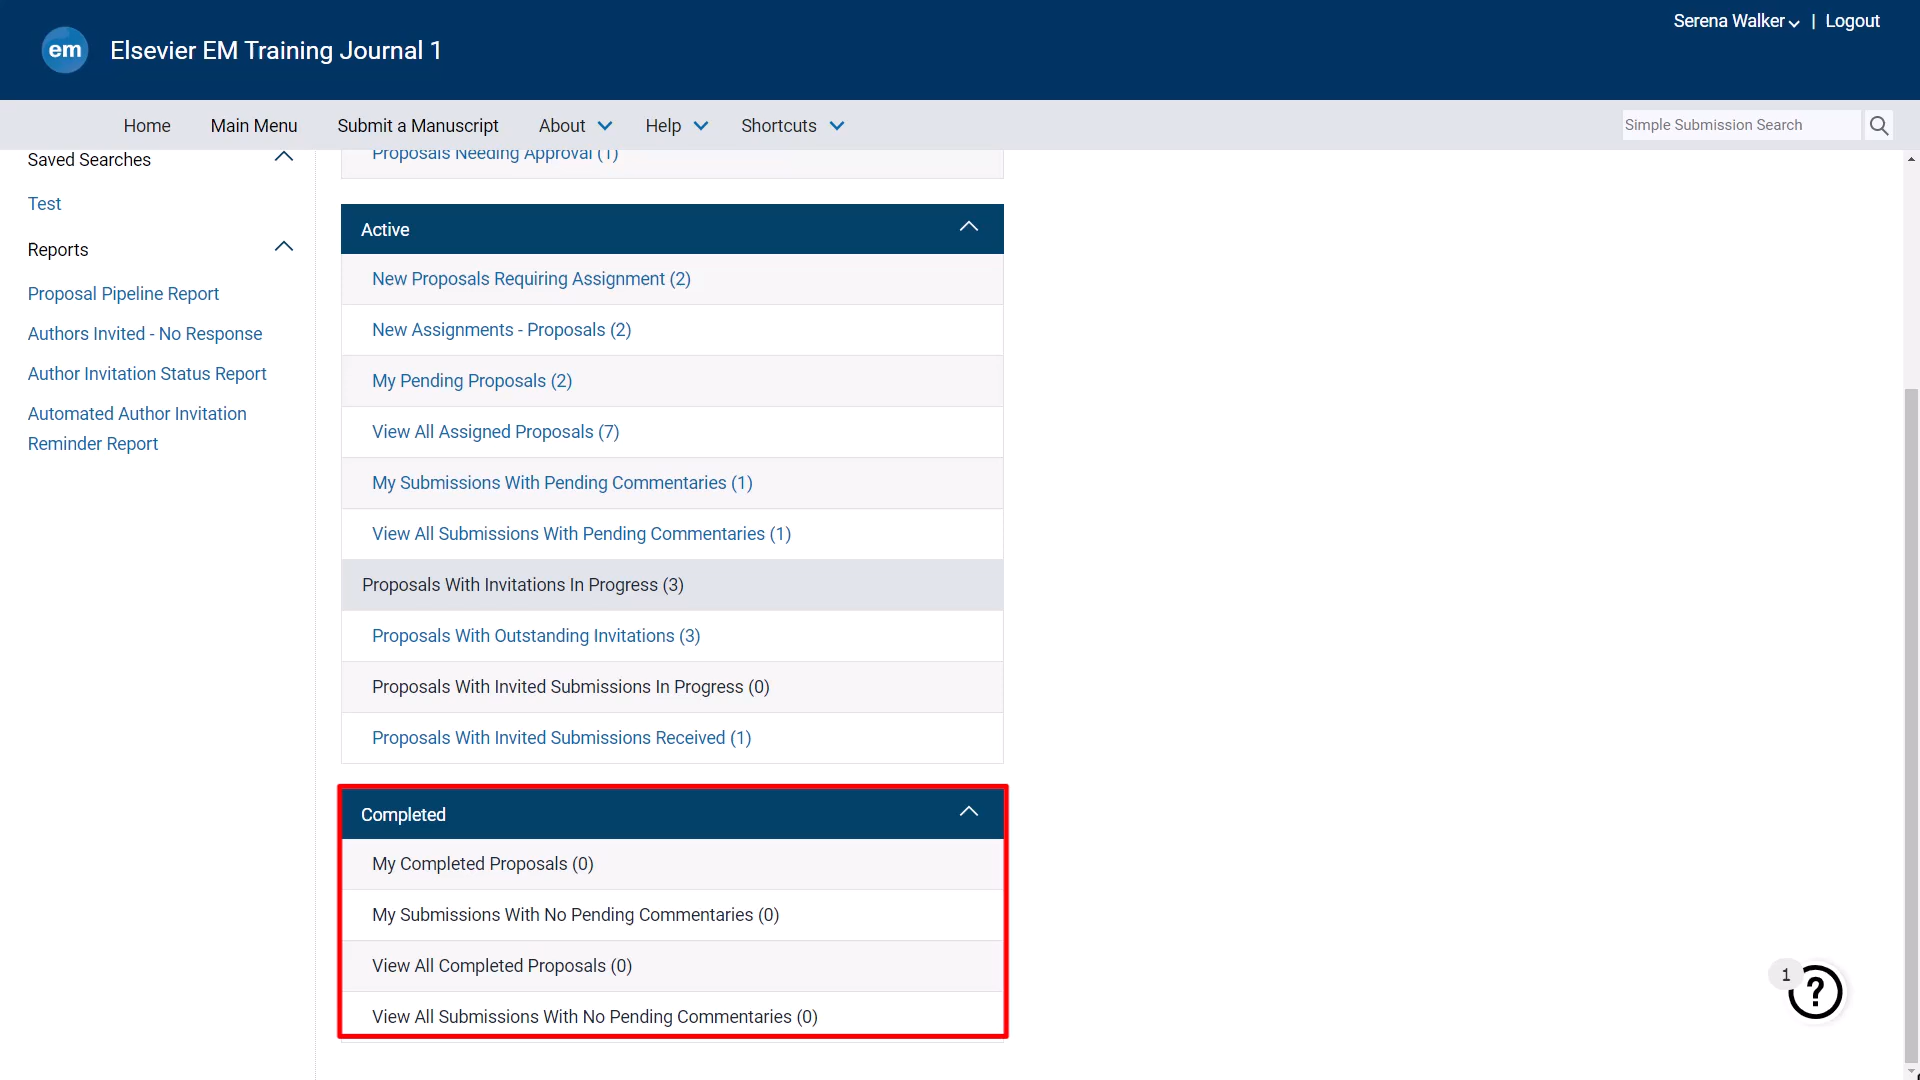 Serena Walker | Logout
em Elsevier EM Training Journal 1
Home Main Menu Submit a Manuscript About Help Shortcuts Simple Submission Search
Saved Searches
Test
Reports
Proposal Pipeline Report
Authors Invited - No Response
Author Invitation Status Report
Automated Author Invitation
Reminder Report
Proposals Needing Approval (1)
Active
New Proposals Requiring Assignment (2)
New Assignments - Proposals (2)
My Pending Proposals (2)
View All Assigned Proposals (7)
My Submissions With Pending Commentaries (1)
View All Submissions With Pending Commentaries (1)
Proposals With Invitations In Progress (3)
Proposals With Outstanding Invitations (3)
Proposals With Invited Submissions In Progress (0)
Proposals With Invited Submissions Received (1)
Completed
My Completed Proposals (0)
My Submissions With No Pending Commentaries (0)
View All Completed Proposals (0)
View All Submissions With No Pending Commentaries (0)
1
?